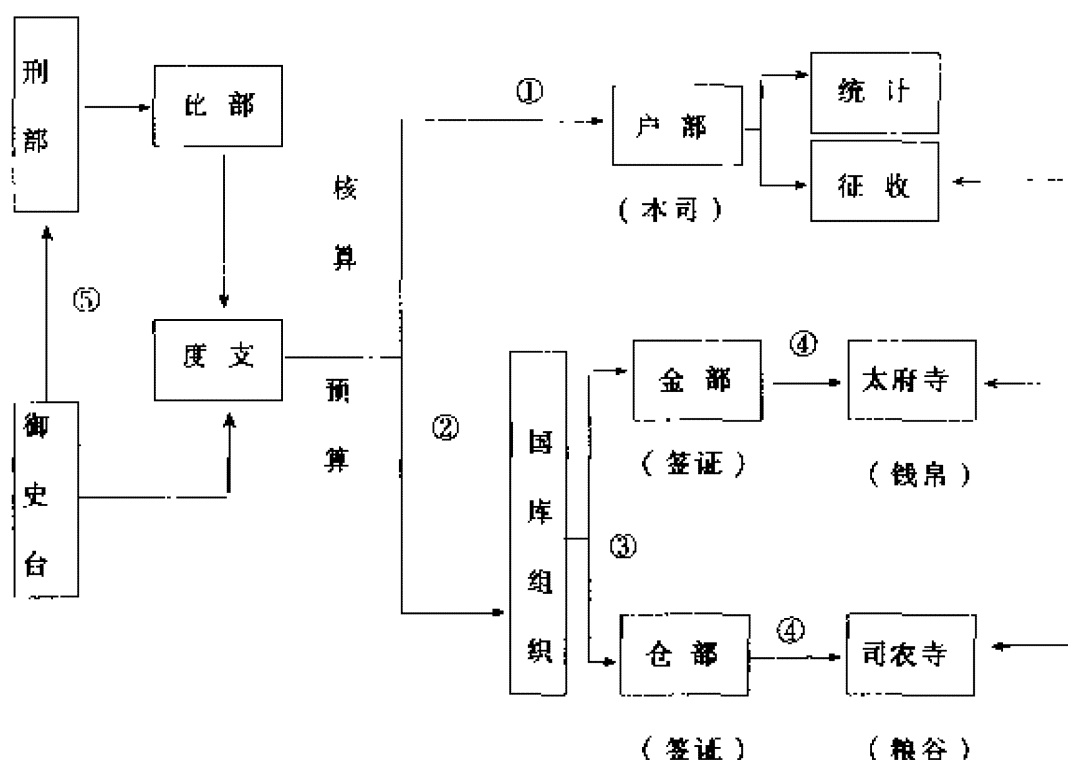 刑部
比部
①
户部
（本司）
统计
征收
核算
⑤
度支
预算
②
御史台
国库组织
③
金部
（签证）
④
太府寺
（钱帛）
仓部
（签证）
④
司农寺
（粮谷）